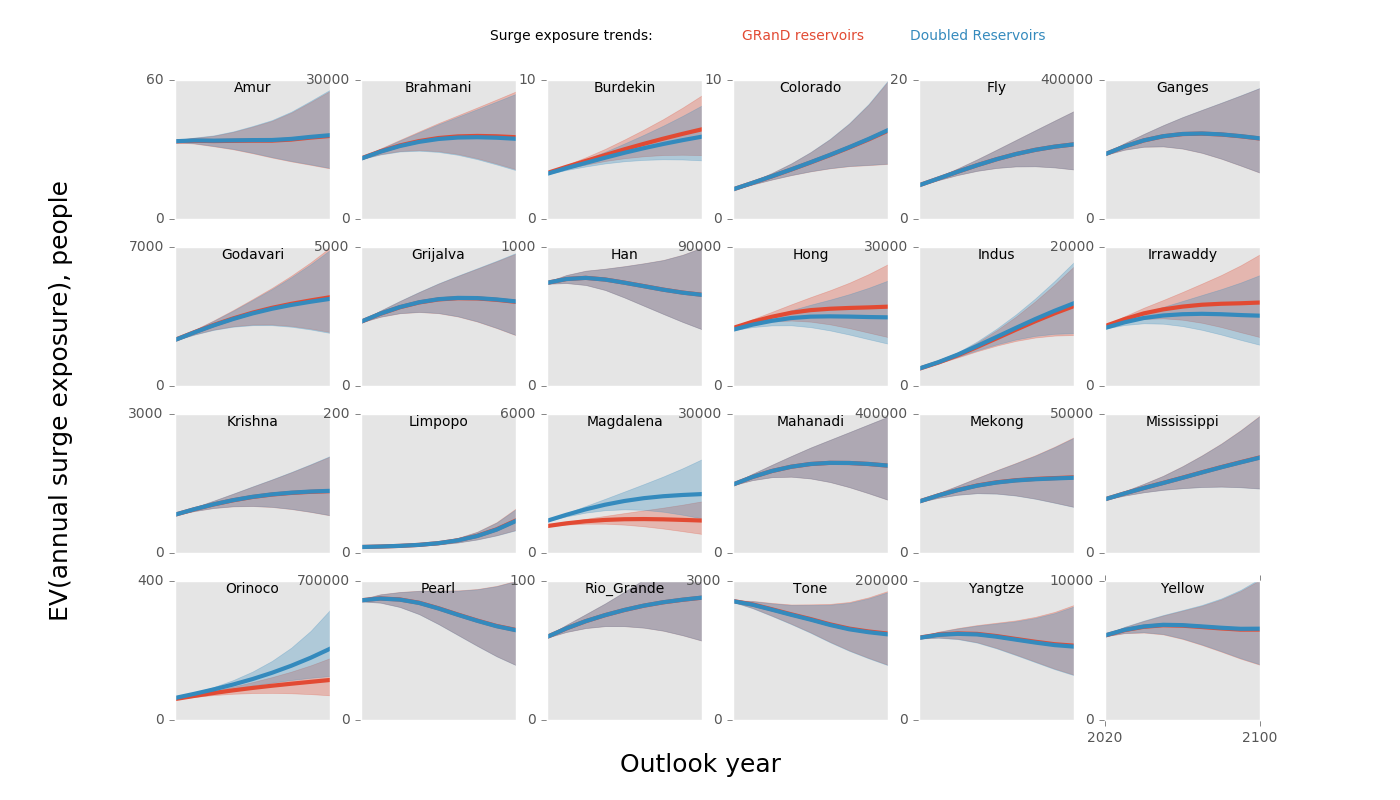 Surge exposure trends: GRanD reservoirs Doubled Reservoirs
60 30000 10 10 20 400000
Amur Brahmani Burdekin Colorado Fly Ganges
0 0 0 0 0 0
7000 5000 1000 90000 30000 20000
Godavari Grijalva Han Hong Indus Irrawaddy
0 0 0 0 0 0
3000 200 6000 30000 400000 50000
Krishna Limpopo Magdalena Mahanadi Mekong Mississippi
0 0 0 0 0 0
400 700000 100 3000 200000 10000
Orinoco Pearl Rio_Grande Tone Yangtze Yellow
0 0 0 0 0 0
2020 2100
EV(annual surge exposure), people
Outlook year